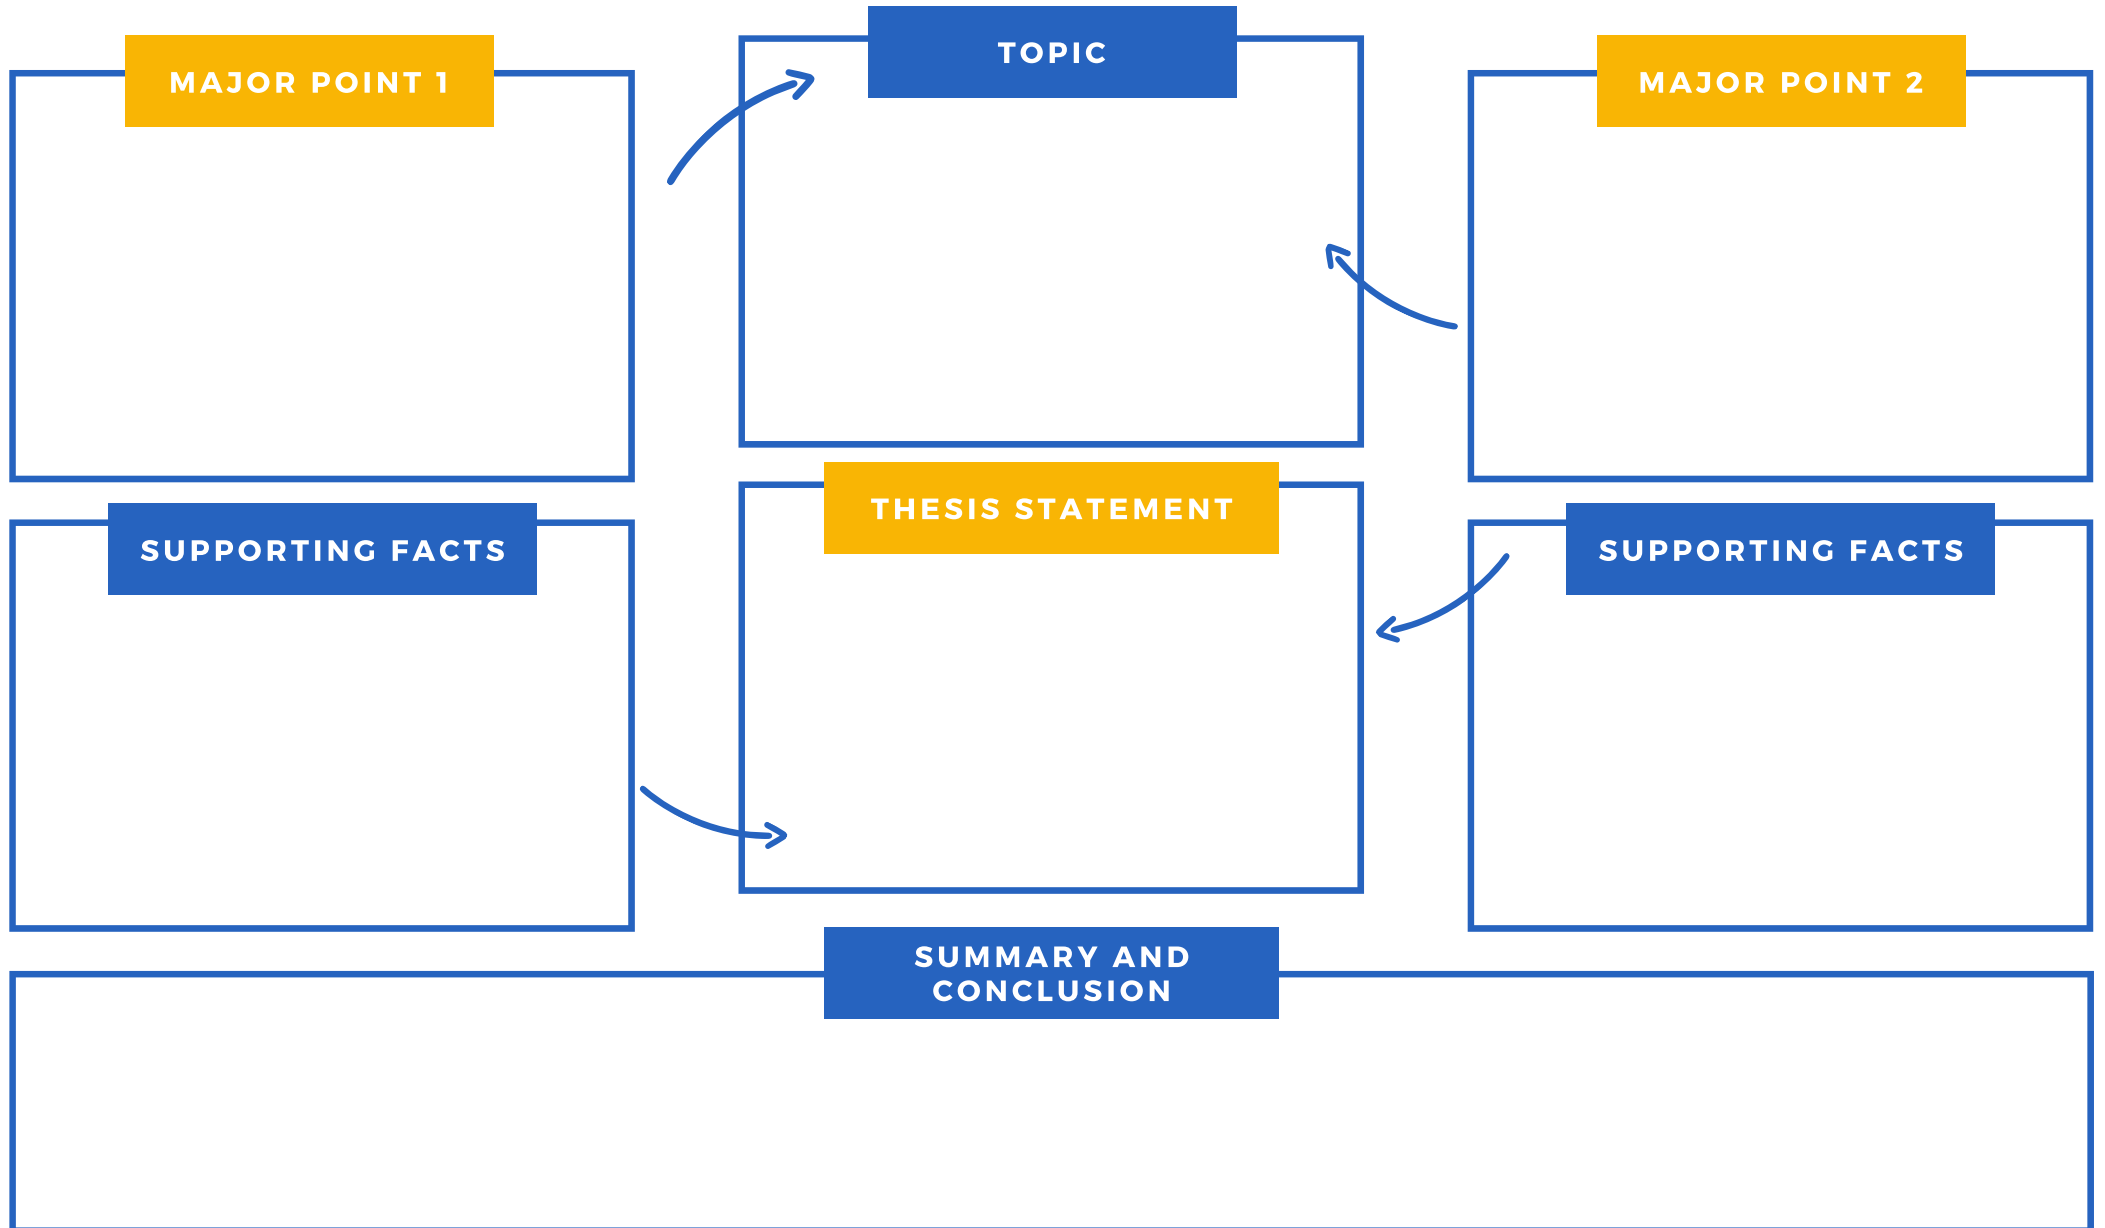 MAJOR POINT 1
TOPIC
MAJOR POINT 2
SUPPORTING FACTS
THESIS STATEMENT
SUPPORTING FACTS
SUMMARY AND
CONCLUSION